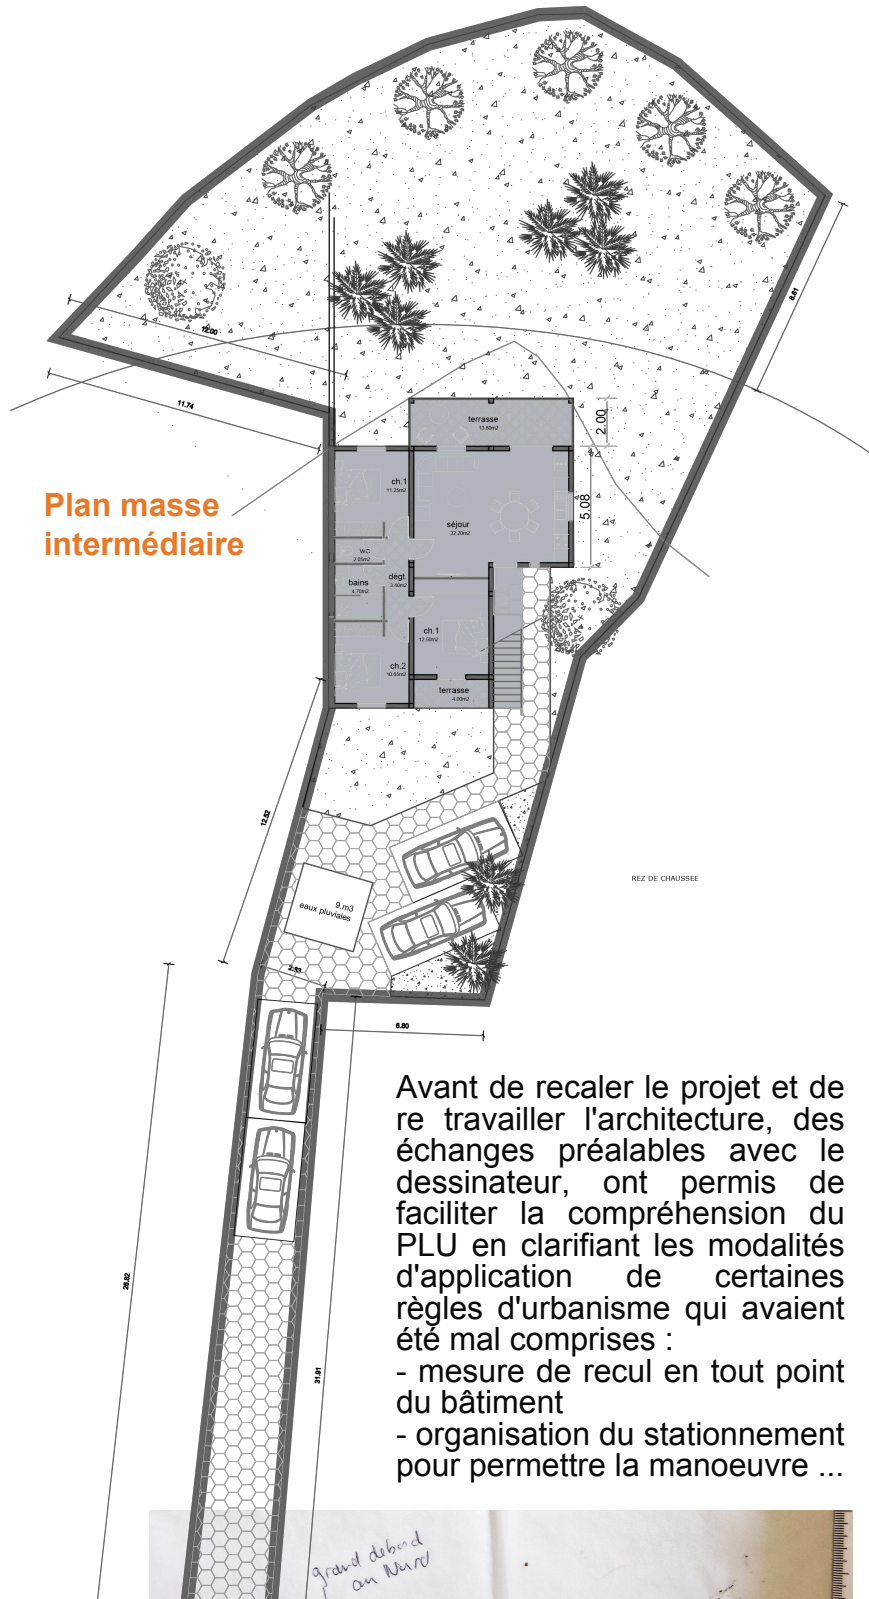 12.00
11.74
8.61
terrasse
13.60m2
2.00
Plan masse
intermédiaire
ch.1
11.25m2
séjour
32.20m2
5.08
WC
2.05m2
bains
4.70m2
dégt.
3.40m2
ch.1
12.50m2
ch.2
10.65m2
terrasse
4.00m2
12.52
REZ DE CHAUSSEE
9.m3
eaux pluviales
2.53
6.80
Avant de recaler le projet et de
re travailler l'architecture, des
échanges préalables avec le
dessinateur, ont permis de
faciliter la compréhension du
PLU en clarifiant les modalités
d'application de certaines
règles d'urbanisme qui avaient
été mal comprises :
- mesure de recul en tout point
du bâtiment
- organisation du stationnement
pour permettre la manoeuvre ...
26.82
31.91
grand debord
au Nord